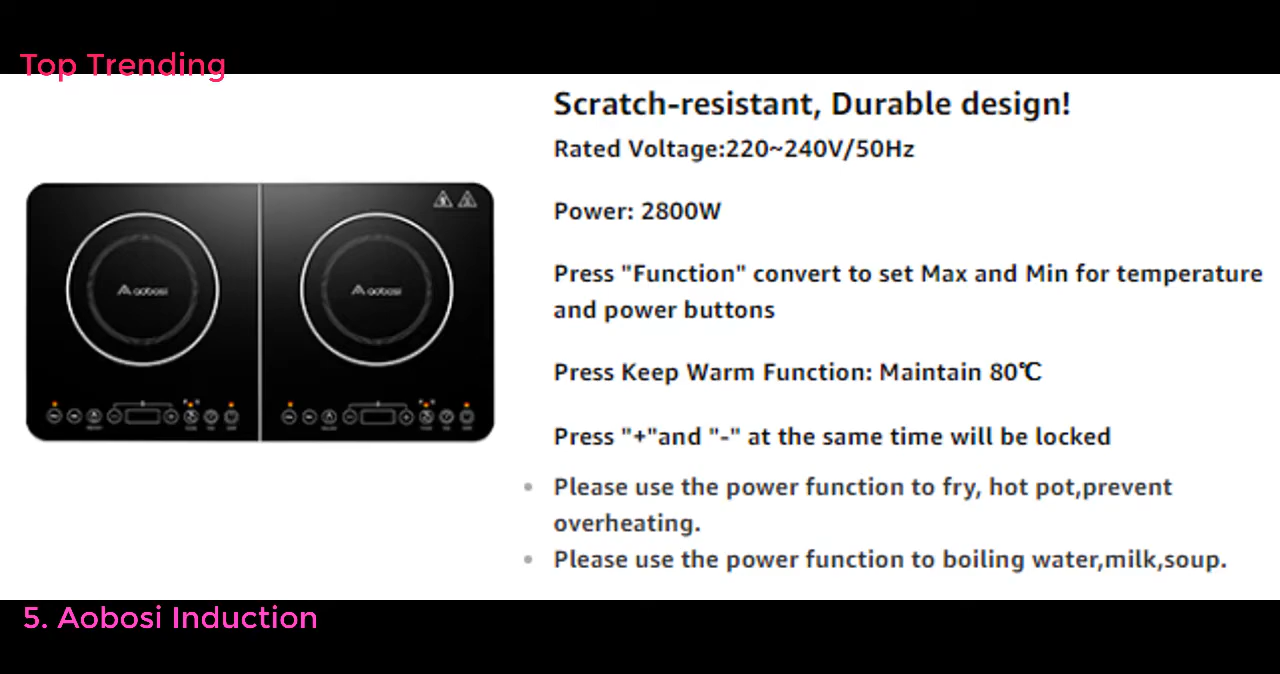 Top Trending
Scratch-resistant, Durable design!
Rated Voltage:220~240V/50Hz
Power: 2800W
Press "Function" convert to set Max and Min for temperature
and power buttons
Press Keep Warm Function: Maintain 80℃
Press "+"and "-" at the same time will be locked
Please use the power function to fry, hot pot,prevent
overheating.
Please use the power function to boiling water,milk,soup.
aobosi
aobosi
5. Aobosi Induction